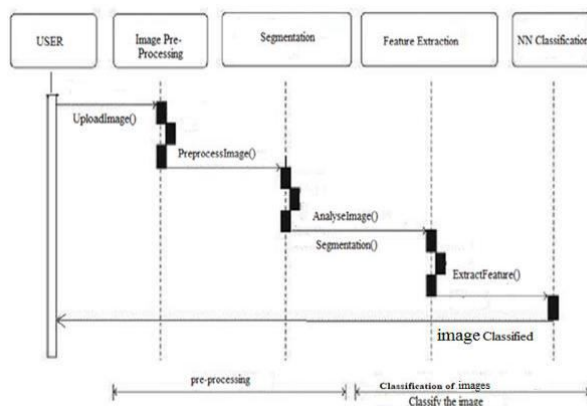 USER
Image Pre-
Processing
Segmentation
Feature Extraction
NN Classification
UploadImage()
PreprocessImage()
AnalyseImage()
Segmentation()
ExtractFeature()
image Classified
pre-processing
Classification of images
Classify the image